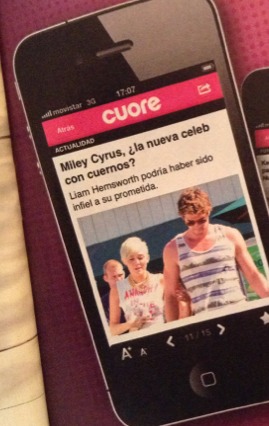 movistar 3G 17:07
Atrás cuore
ACTUALIDAD
Miley Cyrus, ¿la nueva celeb
con cuernos?
Liam Hemsworth podría haber sido
infiel a su prometida.
A+ A 11 / 15